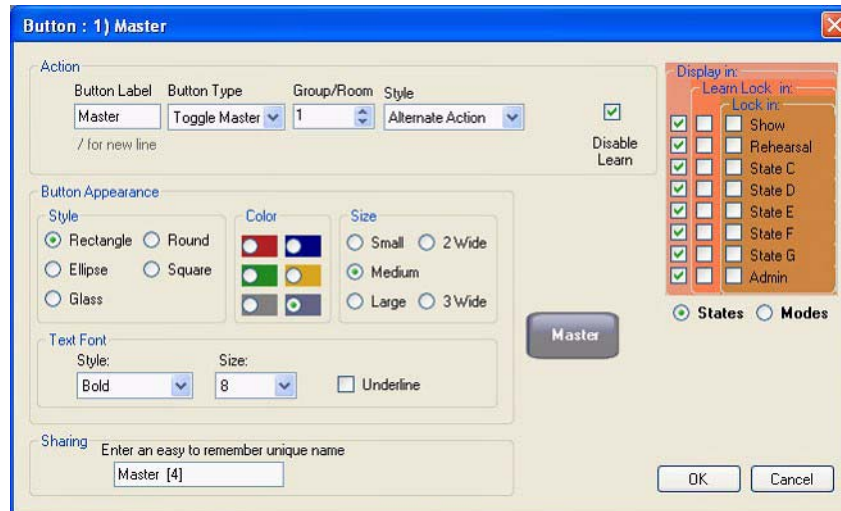 Button : 1) Master
Action
Button Label Button Type Group/Room Style
Master Toggle Master 1 Alternate Action
/ for new line
Disable
Learn
Display in:
Learn Lock in:
Lock in:
Show
Rehearsal
State C
State D
State E
State F
State G
Admin
States Modes
Button Appearance
Style Color Size
Rectangle Round Small 2 Wide
Ellipse Square Medium
Glass Large 3 Wide
Master
Text Font
Style: Size:
Bold 8 Underline
Sharing
Enter an easy to remember unique name
Master [4]
OK Cancel